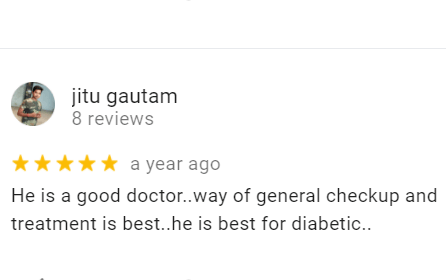 jitu gautam
8 reviews
a year ago
He is a good doctor..way of general checkup and
treatment is best..he is best for diabetic..